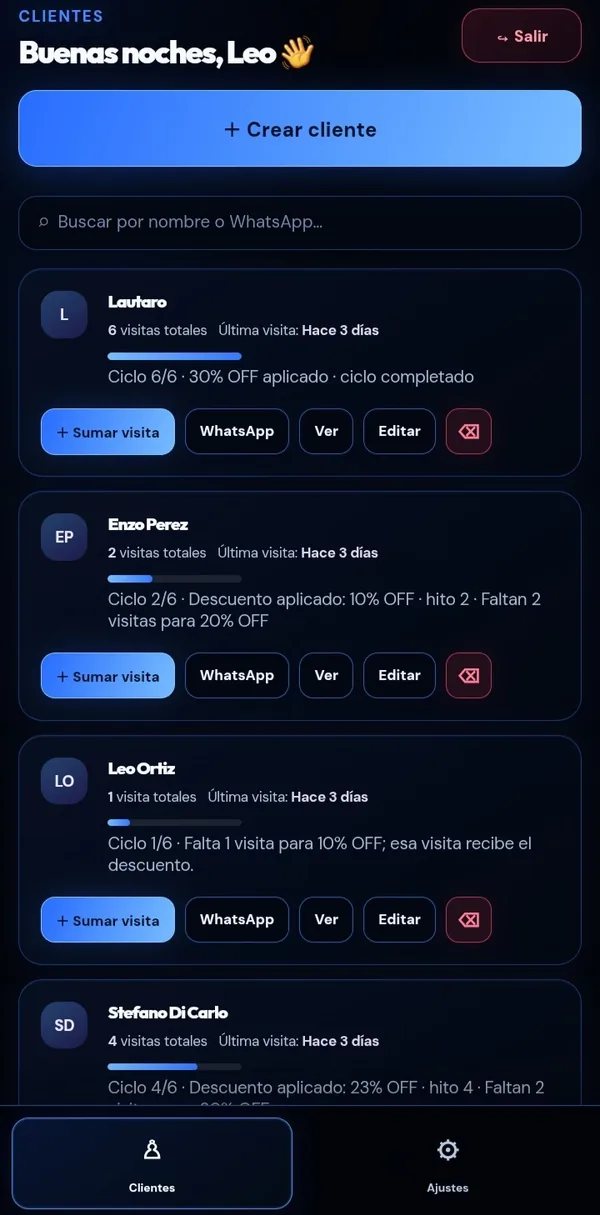 CLIENTES
Buenas noches, Leo 👋
↪ Salir
+ Crear cliente
Buscar por nombre o WhatsApp...
L
Lautaro
6 visitas totales Última visita: Hace 3 días
Ciclo 6/6 · 30% OFF aplicado · ciclo completado
+ Sumar visita WhatsApp Ver Editar
EP
Enzo Perez
2 visitas totales Última visita: Hace 3 días
Ciclo 2/6 · Descuento aplicado: 10% OFF · hito 2 · Faltan 2
visitas para 20% OFF
+ Sumar visita WhatsApp Ver Editar
LO
Leo Ortiz
1 visita totales Última visita: Hace 3 días
Ciclo 1/6 · Falta 1 visita para 10% OFF; esa visita recibe el
descuento.
+ Sumar visita WhatsApp Ver Editar
SD
Stefano Di Carlo
4 visitas totales Última visita: Hace 3 días
Ciclo 4/6 · Descuento aplicado: 23% OFF · hito 4 · Faltan 2
Clientes Ajustes